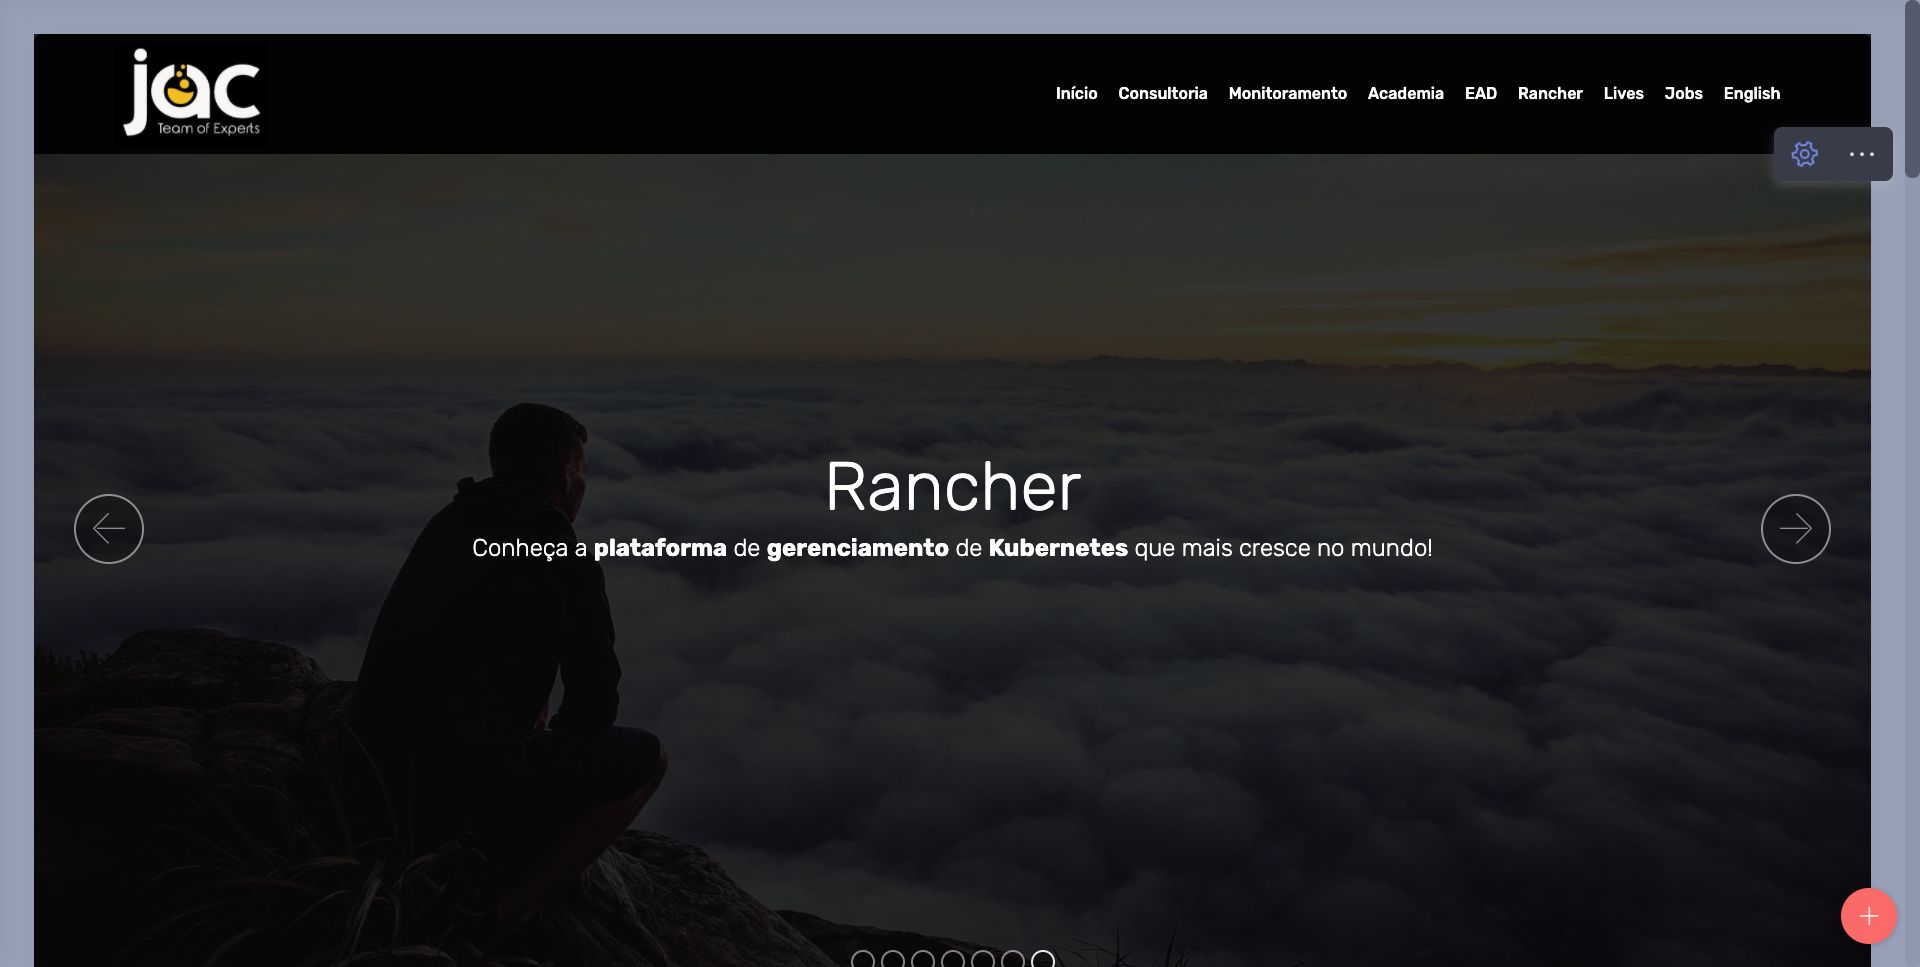 jac
Team of Experts
Início Consultoria Monitoramento Academia EAD Rancher Lives Jobs English
Rancher
Conheça a plataforma de gerenciamento de Kubernetes que mais cresce no mundo!